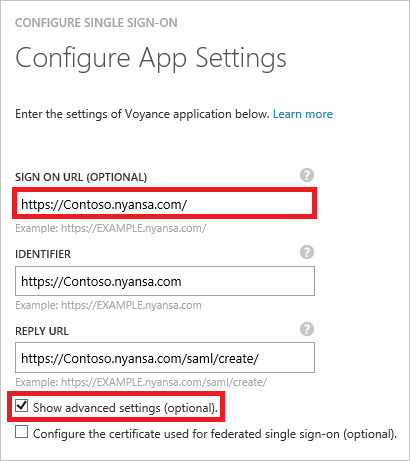 CONFIGURE SINGLE SIGN-ON
Configure App Settings
Enter the settings of Voyance application below. Learn more
SIGN ON URL (OPTIONAL) ?
https://Contoso.nyansa.com/
Example: https://EXAMPLE.nyansa.com/
IDENTIFIER ?
https://Contoso.nyansa.com
Example: https://EXAMPLE.nyansa.com
REPLY URL ?
https://Contoso.nyansa.com/saml/create/
Example: https://EXAMPLE.nyansa.com/saml/create/
Show advanced settings (optional).
Configure the certificate used for federated single sign-on (optional).